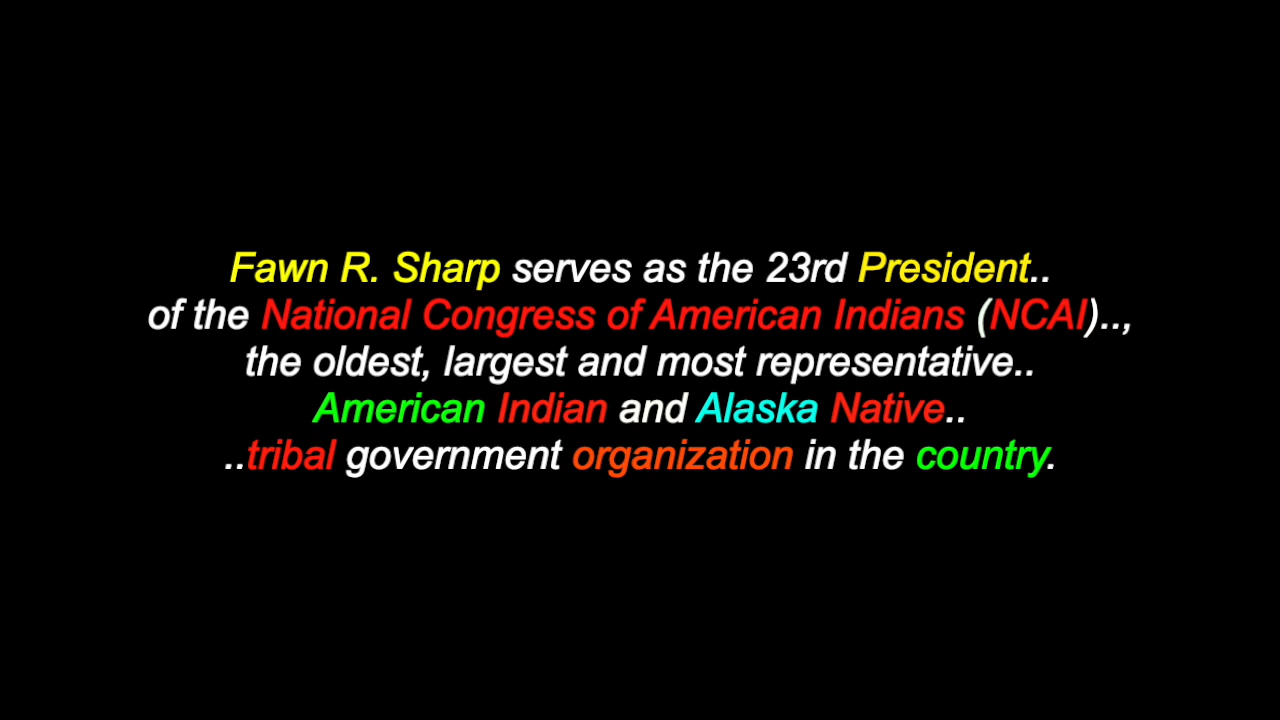 Fawn R. Sharp serves as the 23rd President..
of the National Congress of American Indians (NCAI)..,
the oldest, largest and most representative..
American Indian and Alaska Native..
..tribal government organization in the country.